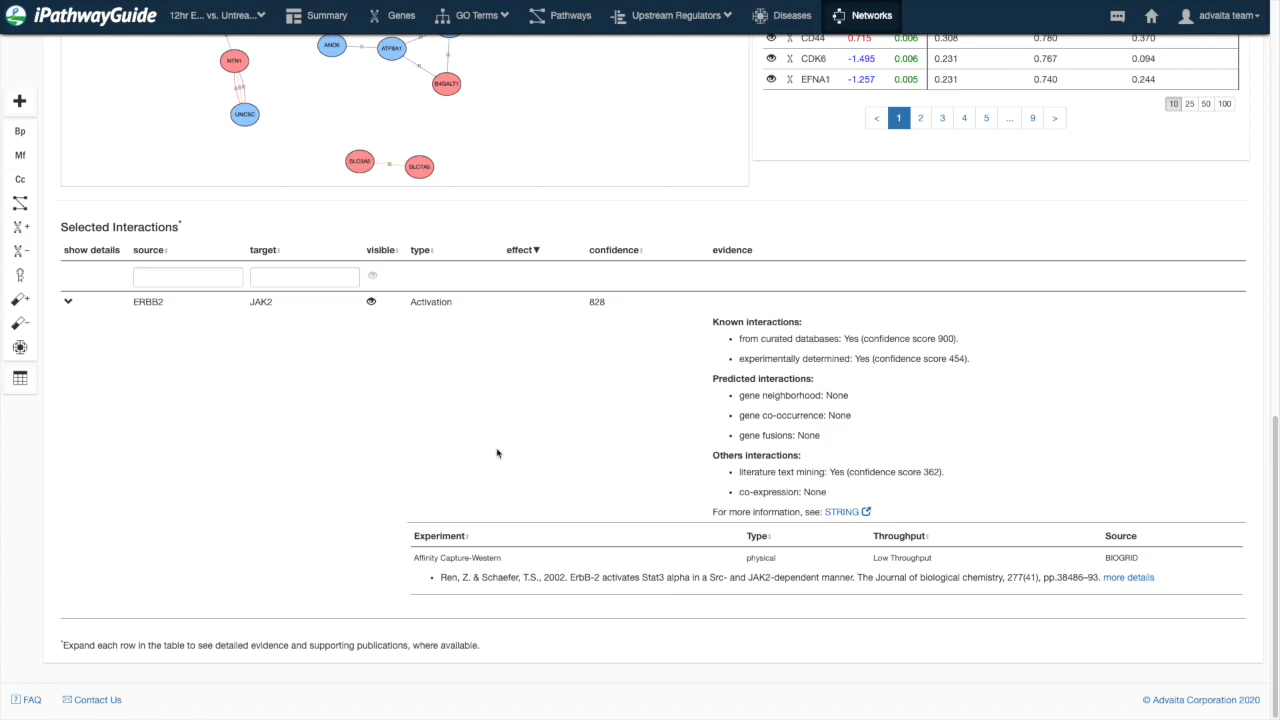 iPathwayGuide 12hr E... vs. Untrea... Summary Genes GO Terms Pathways Upstream Regulators Diseases Networks advaita team
ANO6 ATP8A1
NTN1
B4GALT1
UNC5C
SLC3A2 SLC7A5
CD44 0.715 0.006 0.308 0.780 0.370
CDK6 -1.495 0.006 0.231 0.767 0.094
EFNA1 -1.257 0.005 0.231 0.740 0.244
10 25 50 100
< 1 2 3 4 5 ... 9 >
Bp
Mf
Cc
Selected Interactions*
show details source target visible type effect▼ confidence evidence
ERBB2 JAK2 Activation 828
Known interactions:
• from curated databases: Yes (confidence score 900).
• experimentally determined: Yes (confidence score 454).
Predicted interactions:
• gene neighborhood: None
• gene co-occurrence: None
• gene fusions: None
Others interactions:
• literature text mining: Yes (confidence score 362).
• co-expression: None
For more information, see: STRING
Experiment Type Throughput Source
Affinity Capture-Western physical Low Throughput BIOGRID
• Ren, Z. & Schaefer, T.S., 2002. ErbB-2 activates Stat3 alpha in a Src- and JAK2-dependent manner. The Journal of biological chemistry, 277(41), pp.38486–93. more details
*Expand each row in the table to see detailed evidence and supporting publications, where available.
FAQ Contact Us © Advaita Corporation 2020